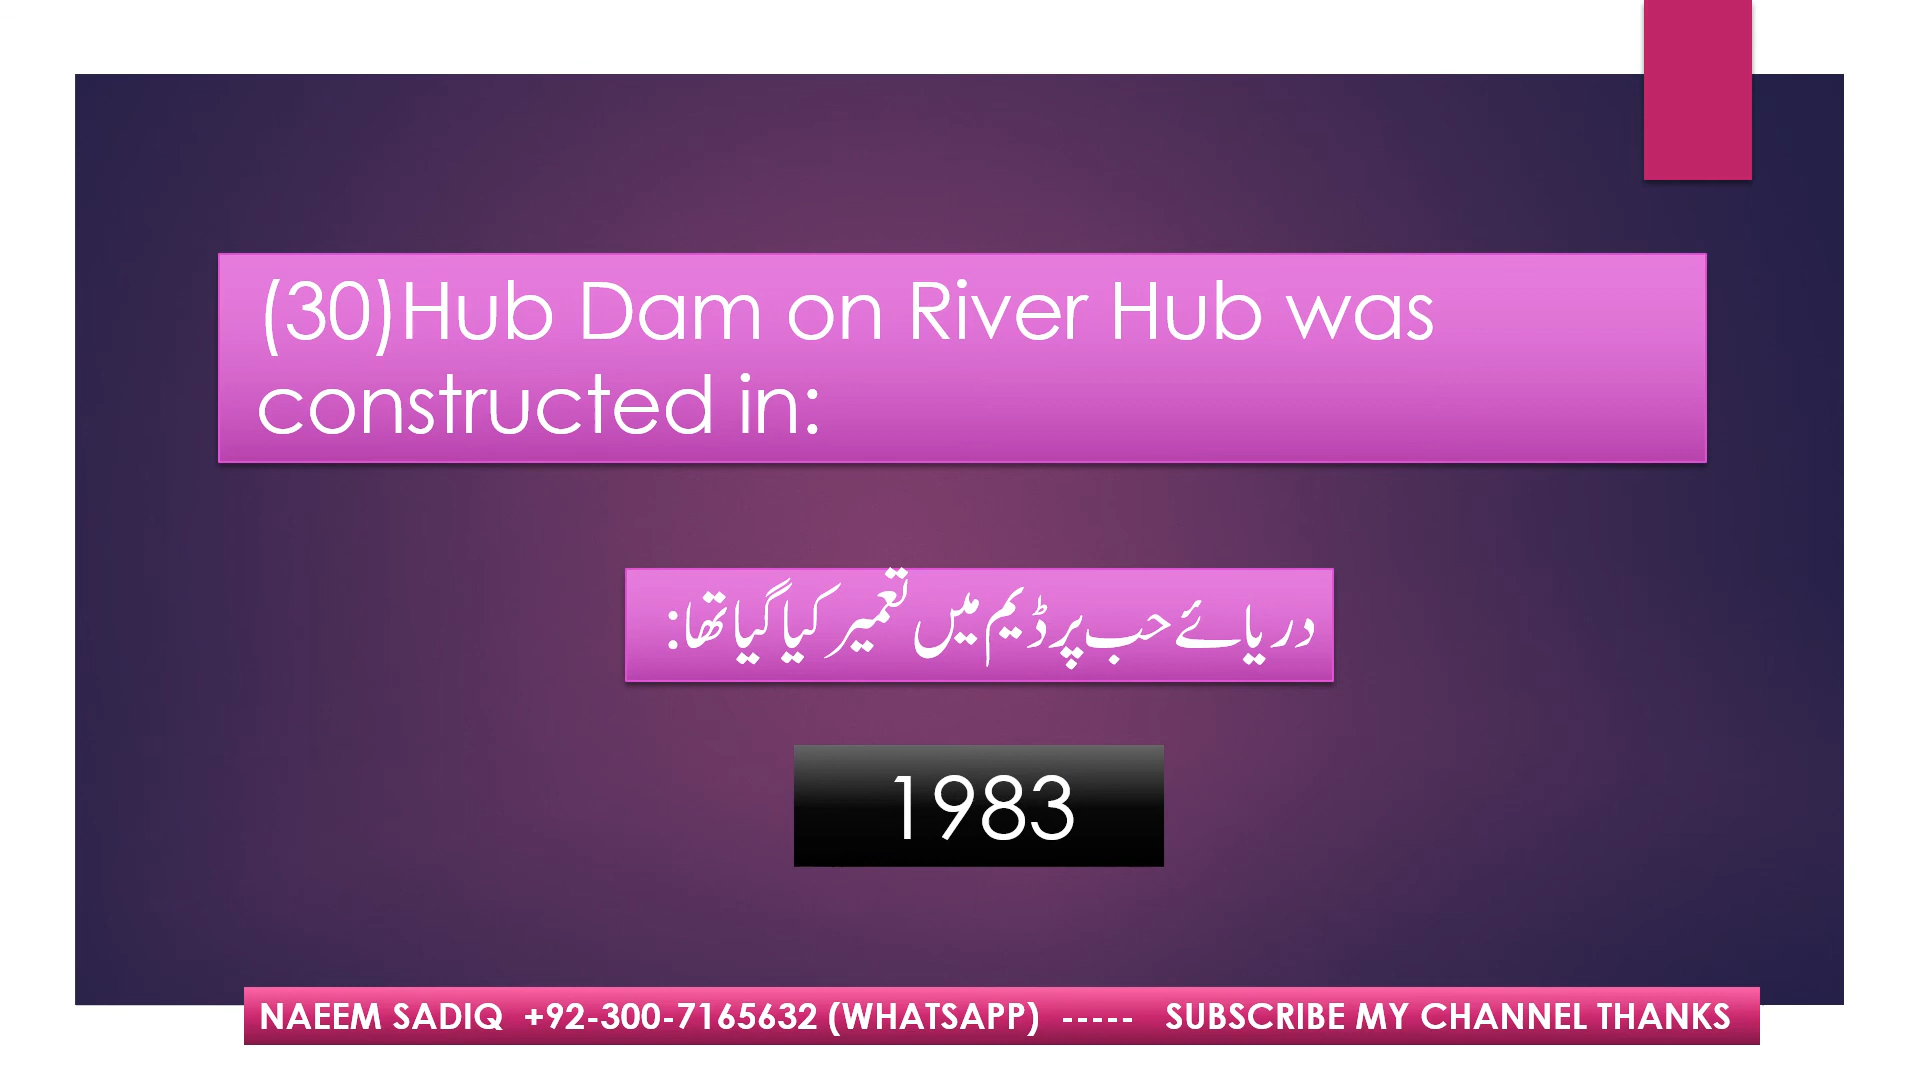 (30)Hub Dam on River Hub was
constructed in:
دریائے حب پر ڈیم میں تعمیر کیا گیا تھا:
1983
NAEEM SADIQ +92-300-7165632 (WHATSAPP) ----- SUBSCRIBE MY CHANNEL THANKS